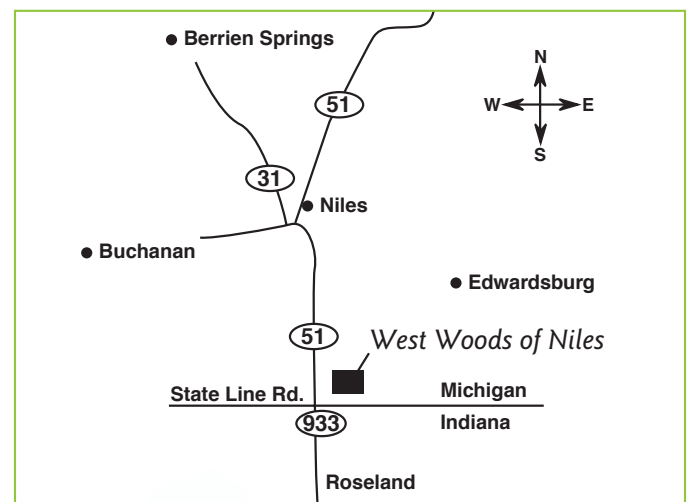 Berrien Springs
N
51
W
E
S
31
Niles
Buchanan
Edwardsburg
51
West Woods of Niles
State Line Rd.
Michigan
933
Indiana
Roseland